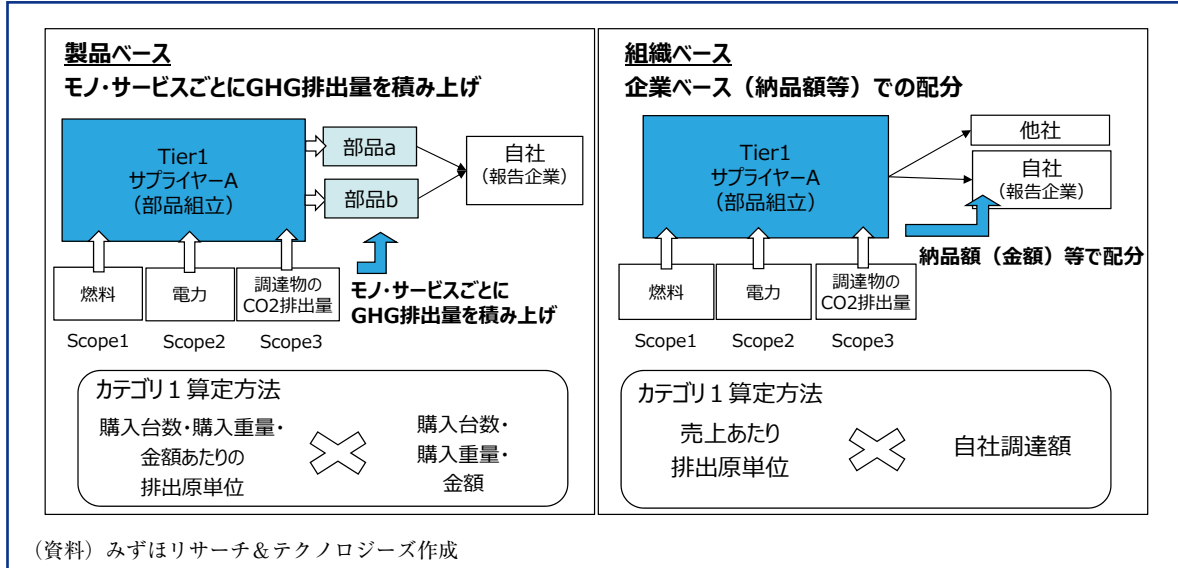 製品ベース
モノ・サービスごとにGHG排出量を積み上げ
Tier1
サプライヤーA
（部品組立）
部品a
部品b
自社
（報告企業）
燃料
電力
調達物の
CO2排出量
モノ・サービスごとに
GHG排出量を積み上げ
Scope1
Scope2
Scope3
カテゴリ１算定方法
購入台数・購入重量・
金額あたりの
排出原単位
購入台数・
購入重量・
金額
組織ベース
企業ベース（納品額等）での配分
Tier1
サプライヤーA
（部品組立）
他社
自社
（報告企業）
納品額（金額）等で配分
燃料
電力
調達物の
CO2排出量
Scope1
Scope2
Scope3
カテゴリ１算定方法
売上あたり
排出原単位
自社調達額
（資料）みずほリサーチ＆テクノロジーズ作成